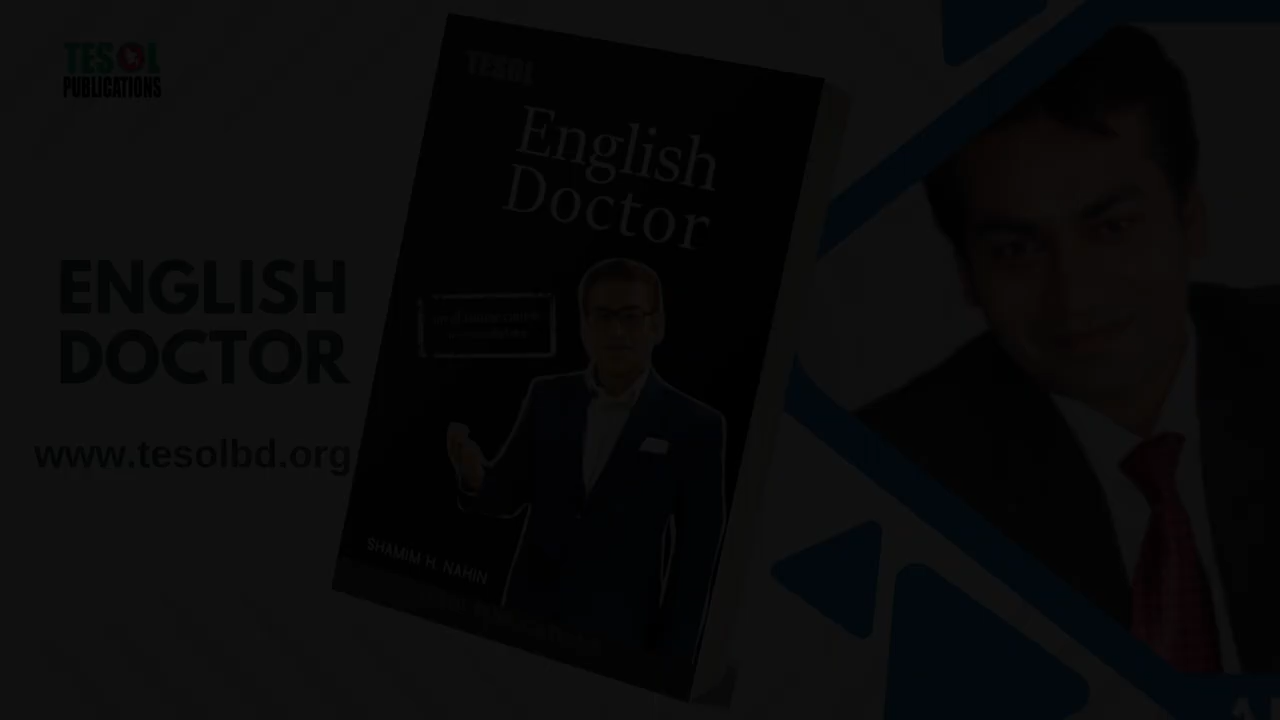 TESOL
PUBLICATIONS
ENGLISH
DOCTOR
www.tesolbd.org
TESOL
English
Doctor
SHAMIM H. NAHIN